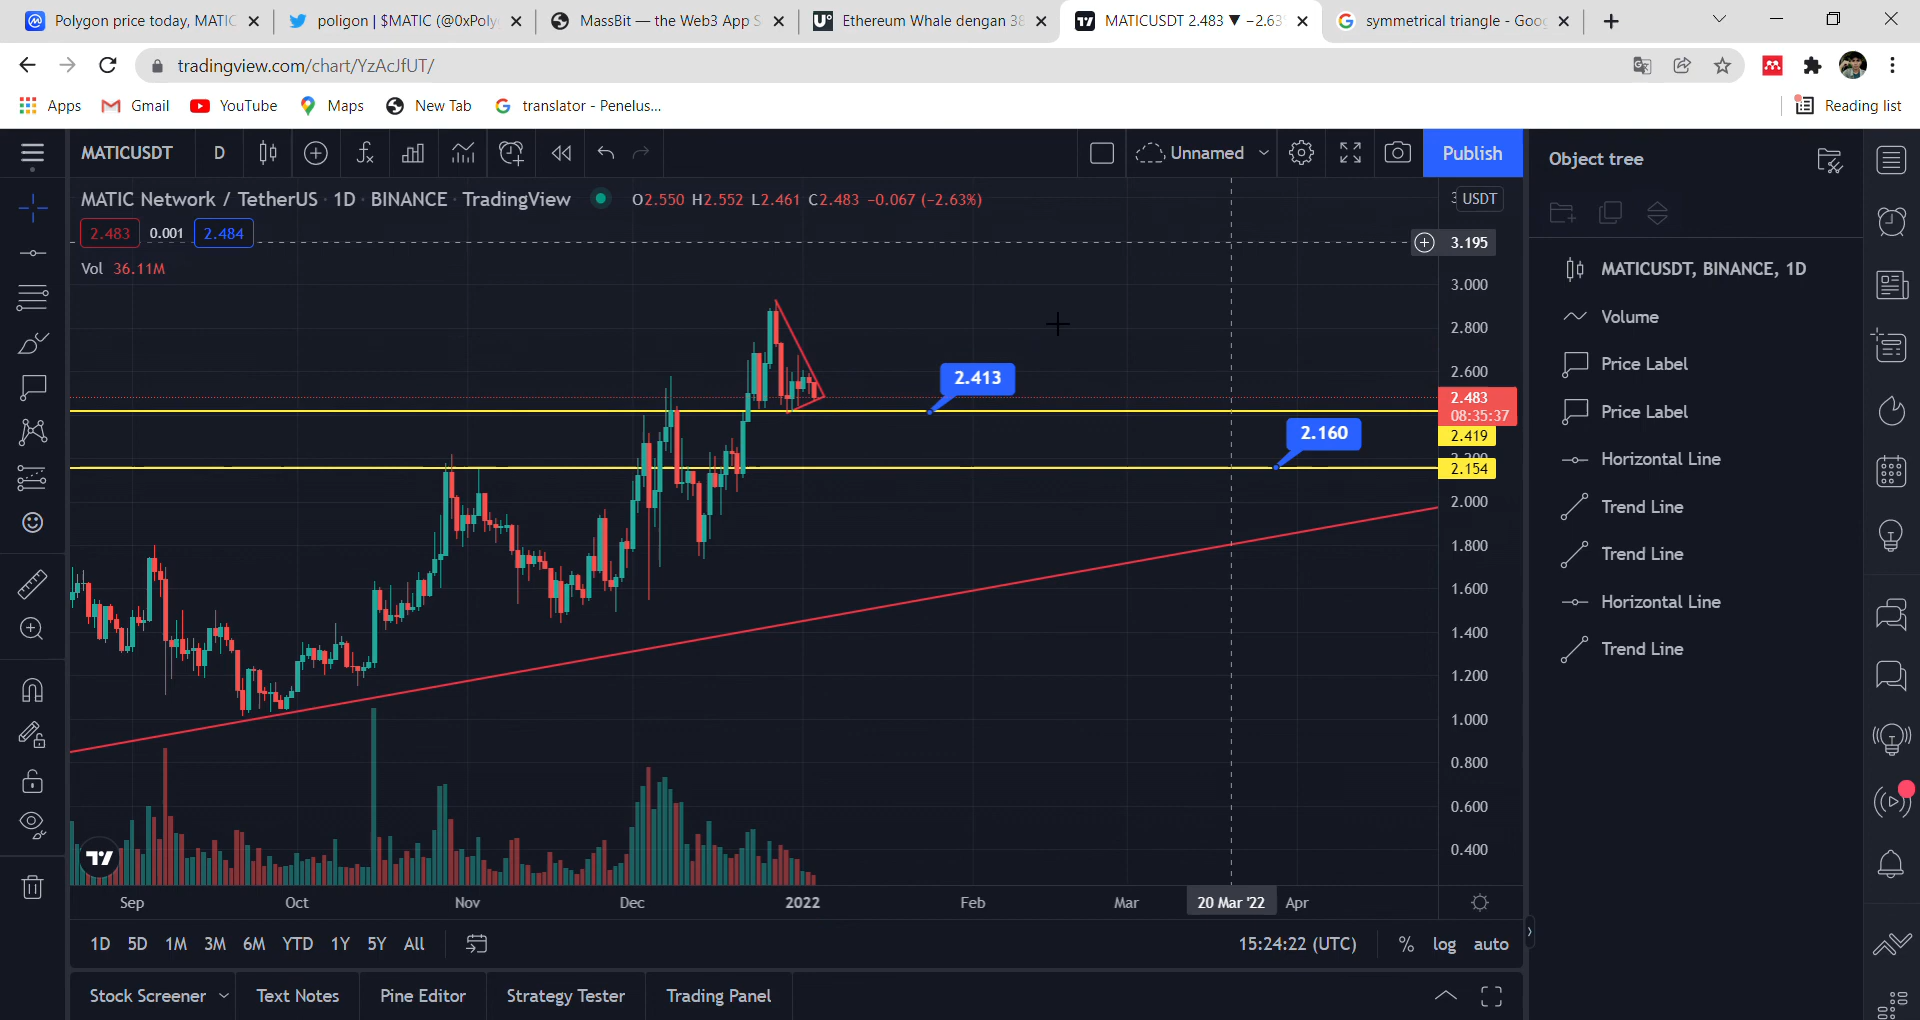 Polygon price today, MATIC
poligon | $MATIC (@0xPoly
MassBit — the Web3 App S
Ethereum Whale dengan 38
MATICUSDT 2.483 ▼ −2.63
symmetrical triangle - Goo
tradingview.com/chart/YzAcJfUT/
Apps
Gmail
YouTube
Maps
New Tab
translator - Penelus...
Reading list
MATICUSDT
D
Unnamed
Publish
Object tree
MATIC Network / TetherUS · 1D · BINANCE · TradingView
O2.550 H2.552 L2.461 C2.483 −0.067 (−2.63%)
USDT
2.483
0.001
2.484
3.195
Vol 36.11M
MATICUSDT, BINANCE, 1D
Volume
Price Label
Price Label
Horizontal Line
Trend Line
Trend Line
Horizontal Line
Trend Line
3.000
2.800
2.600
2.483
08:35:37
2.419
2.154
2.000
1.800
1.600
1.400
1.200
1.000
0.800
0.600
0.400
2.413
2.160
Sep
Oct
Nov
Dec
2022
Feb
Mar
20 Mar '22
Apr
1D
5D
1M
3M
6M
YTD
1Y
5Y
All
15:24:22 (UTC)
%
log
auto
Stock Screener
Text Notes
Pine Editor
Strategy Tester
Trading Panel